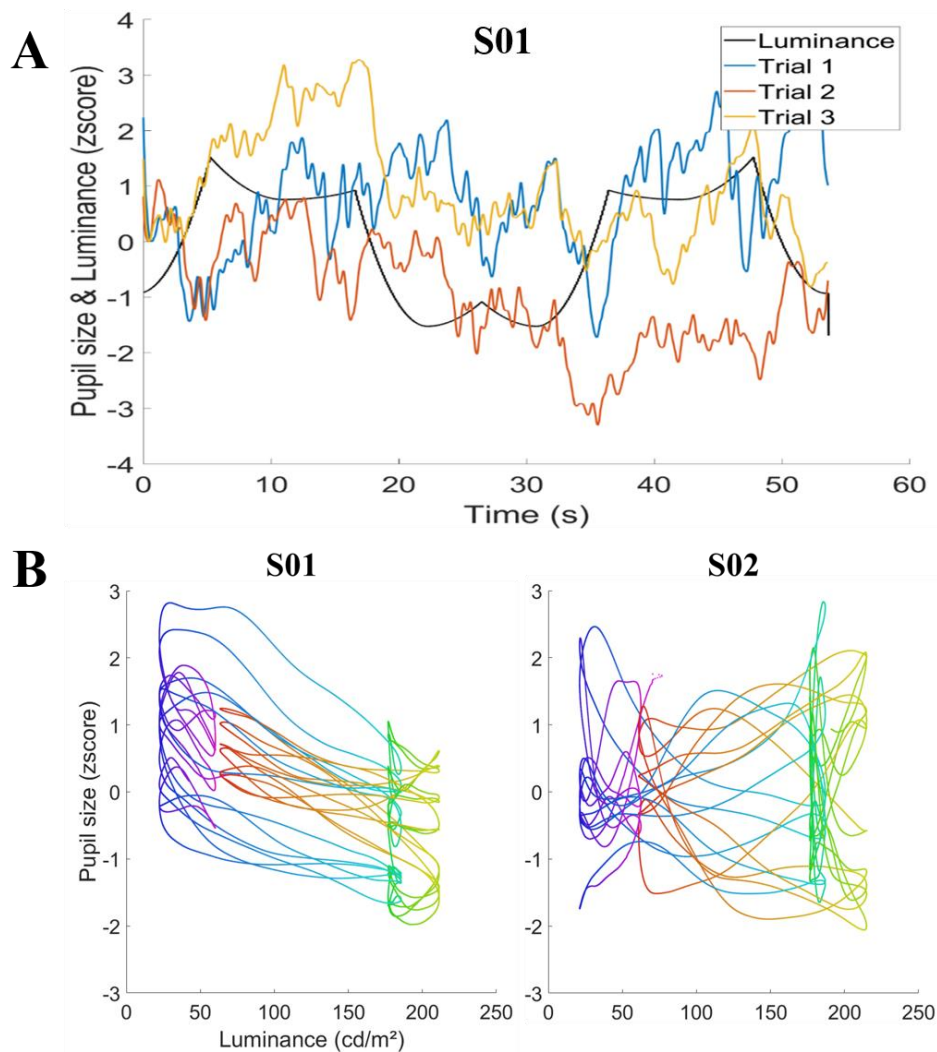 A
S01
Luminance
Trial 1
Trial 2
Trial 3
Pupil size & Luminance (zscore)
4
3
2
1
0
-1
-2
-3
-4
0 10 20 30 40 50 60
Time (s)
B
S01
S02
Pupil size (zscore)
3
2
1
0
-1
-2
-3
0 50 100 150 200 250
Luminance (cd/m²)
3
2
1
0
-1
-2
-3
0 50 100 150 200 250